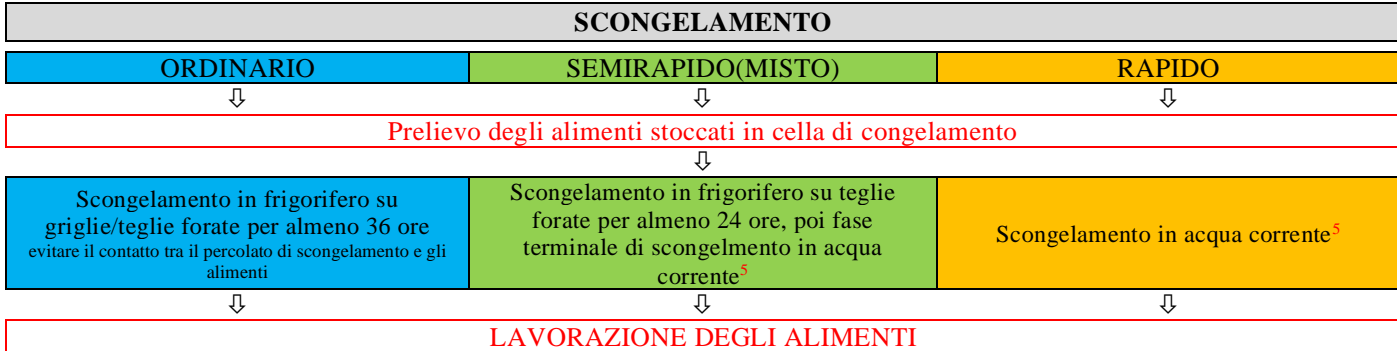 SCONGELAMENTO
ORDINARIO
SEMIRAPIDO(MISTO)
RAPIDO
⇩ ⇩ ⇩
Prelievo degli alimenti stoccati in cella di congelamento
⇩
Scongelamento in frigorifero su
griglie/teglie forate per almeno 36 ore
evitare il contatto tra il percolato di scongelamento e gli
alimenti
Scongelamento in frigorifero su teglie
forate per almeno 24 ore, poi fase
terminale di scongelmento in acqua
corrente⁵
Scongelamento in acqua corrente⁵
⇩ ⇩ ⇩
LAVORAZIONE DEGLI ALIMENTI